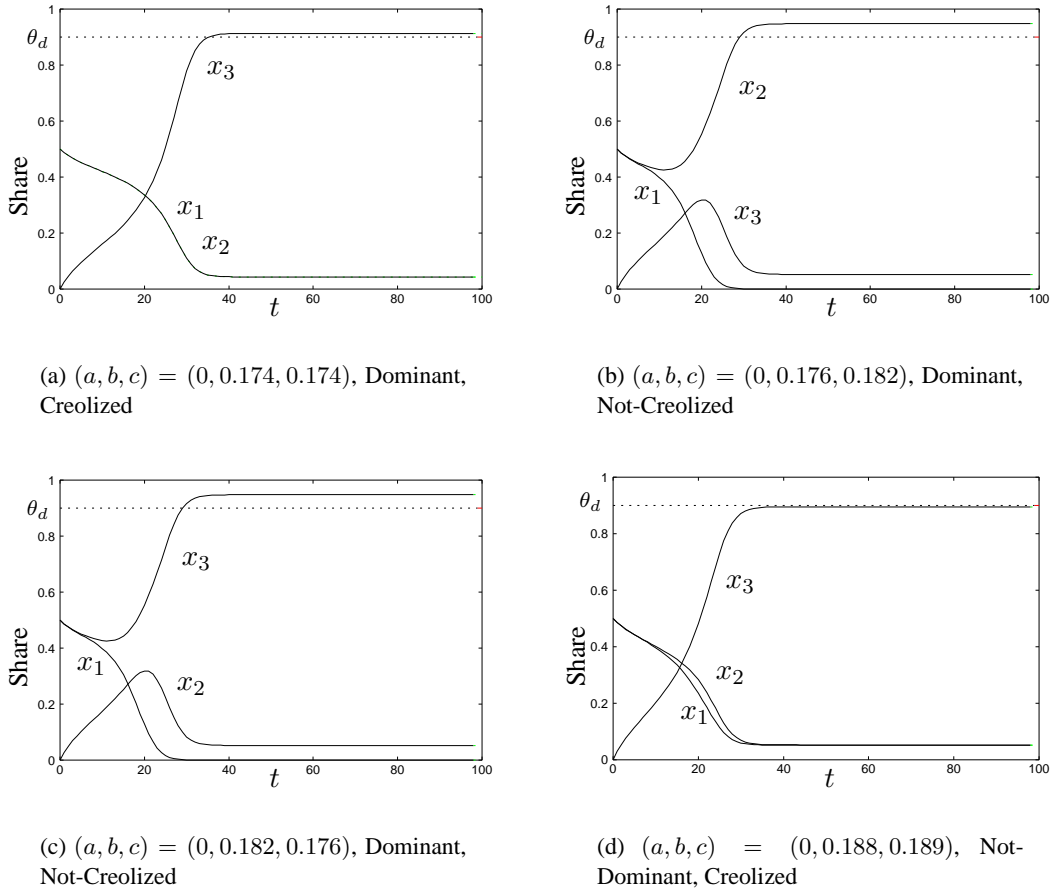 1
θd
0.8
0.6
0.4
0.2
0
Share
x3
x1
x2
0 20 40 60 80 100
t
(a) (a, b, c) = (0, 0.174, 0.174), Dominant,
Creolized
1
θd
0.8
0.6
0.4
0.2
0
Share
x2
x1
x3
0 20 40 60 80 100
t
(b) (a, b, c) = (0, 0.176, 0.182), Dominant,
Not-Creolized
1
θd
0.8
0.6
0.4
0.2
0
Share
x3
x1
x2
0 20 40 60 80 100
t
(c) (a, b, c) = (0, 0.182, 0.176), Dominant,
Not-Creolized
1
θd
0.8
0.6
0.4
0.2
0
Share
x3
x2
x1
0 20 40 60 80 100
t
(d) (a, b, c) = (0, 0.188, 0.189), Not-
Dominant, Creolized